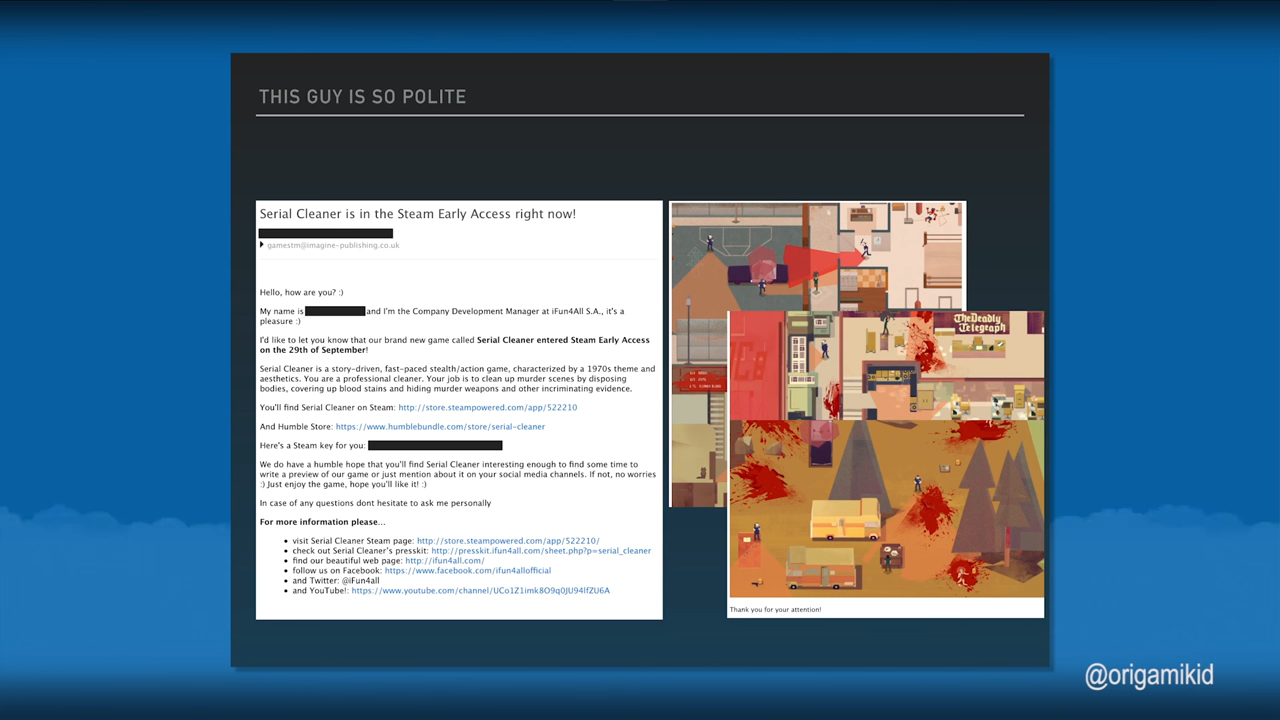 THIS GUY IS SO POLITE
Serial Cleaner is in the Steam Early Access right now!
gamestm@imagine-publishing.co.uk
Hello, how are you? :)
My name is and I'm the Company Development Manager at iFun4All S.A., it's a
pleasure :)
I'd like to let you know that our brand new game called Serial Cleaner entered Steam Early Access
on the 29th of September!
Serial Cleaner is a story-driven, fast-paced stealth/action game, characterized by a 1970s theme and
aesthetics. You are a professional cleaner. Your job is to clean up murder scenes by disposing
bodies, covering up blood stains and hiding murder weapons and other incriminating evidence.
You'll find Serial Cleaner on Steam: http://store.steampowered.com/app/522210
And Humble Store: https://www.humblebundle.com/store/serial-cleaner
Here's a Steam key for you:
We do have a humble hope that you'll find Serial Cleaner interesting enough to find some time to
write a preview of our game or just mention about it on your social media channels. If not, no worries
:) Just enjoy the game, hope you'll like it! :)
In case of any questions dont hesitate to ask me personally
For more information please...
• visit Serial Cleaner Steam page: http://store.steampowered.com/app/522210/
• check out Serial Cleaner's presskit: http://presskit.ifun4all.com/sheet.php?p=serial_cleaner
• find our beautiful web page: http://ifun4all.com/
• follow us on Facebook: https://www.facebook.com/ifun4allofficial
• and Twitter: @iFun4all
• and YouTube!: https://www.youtube.com/channel/UCo1Z1imk8O9q0JU94lfZU6A
The Deadly
Telegraph
Thank you for your attention!
@origamikid